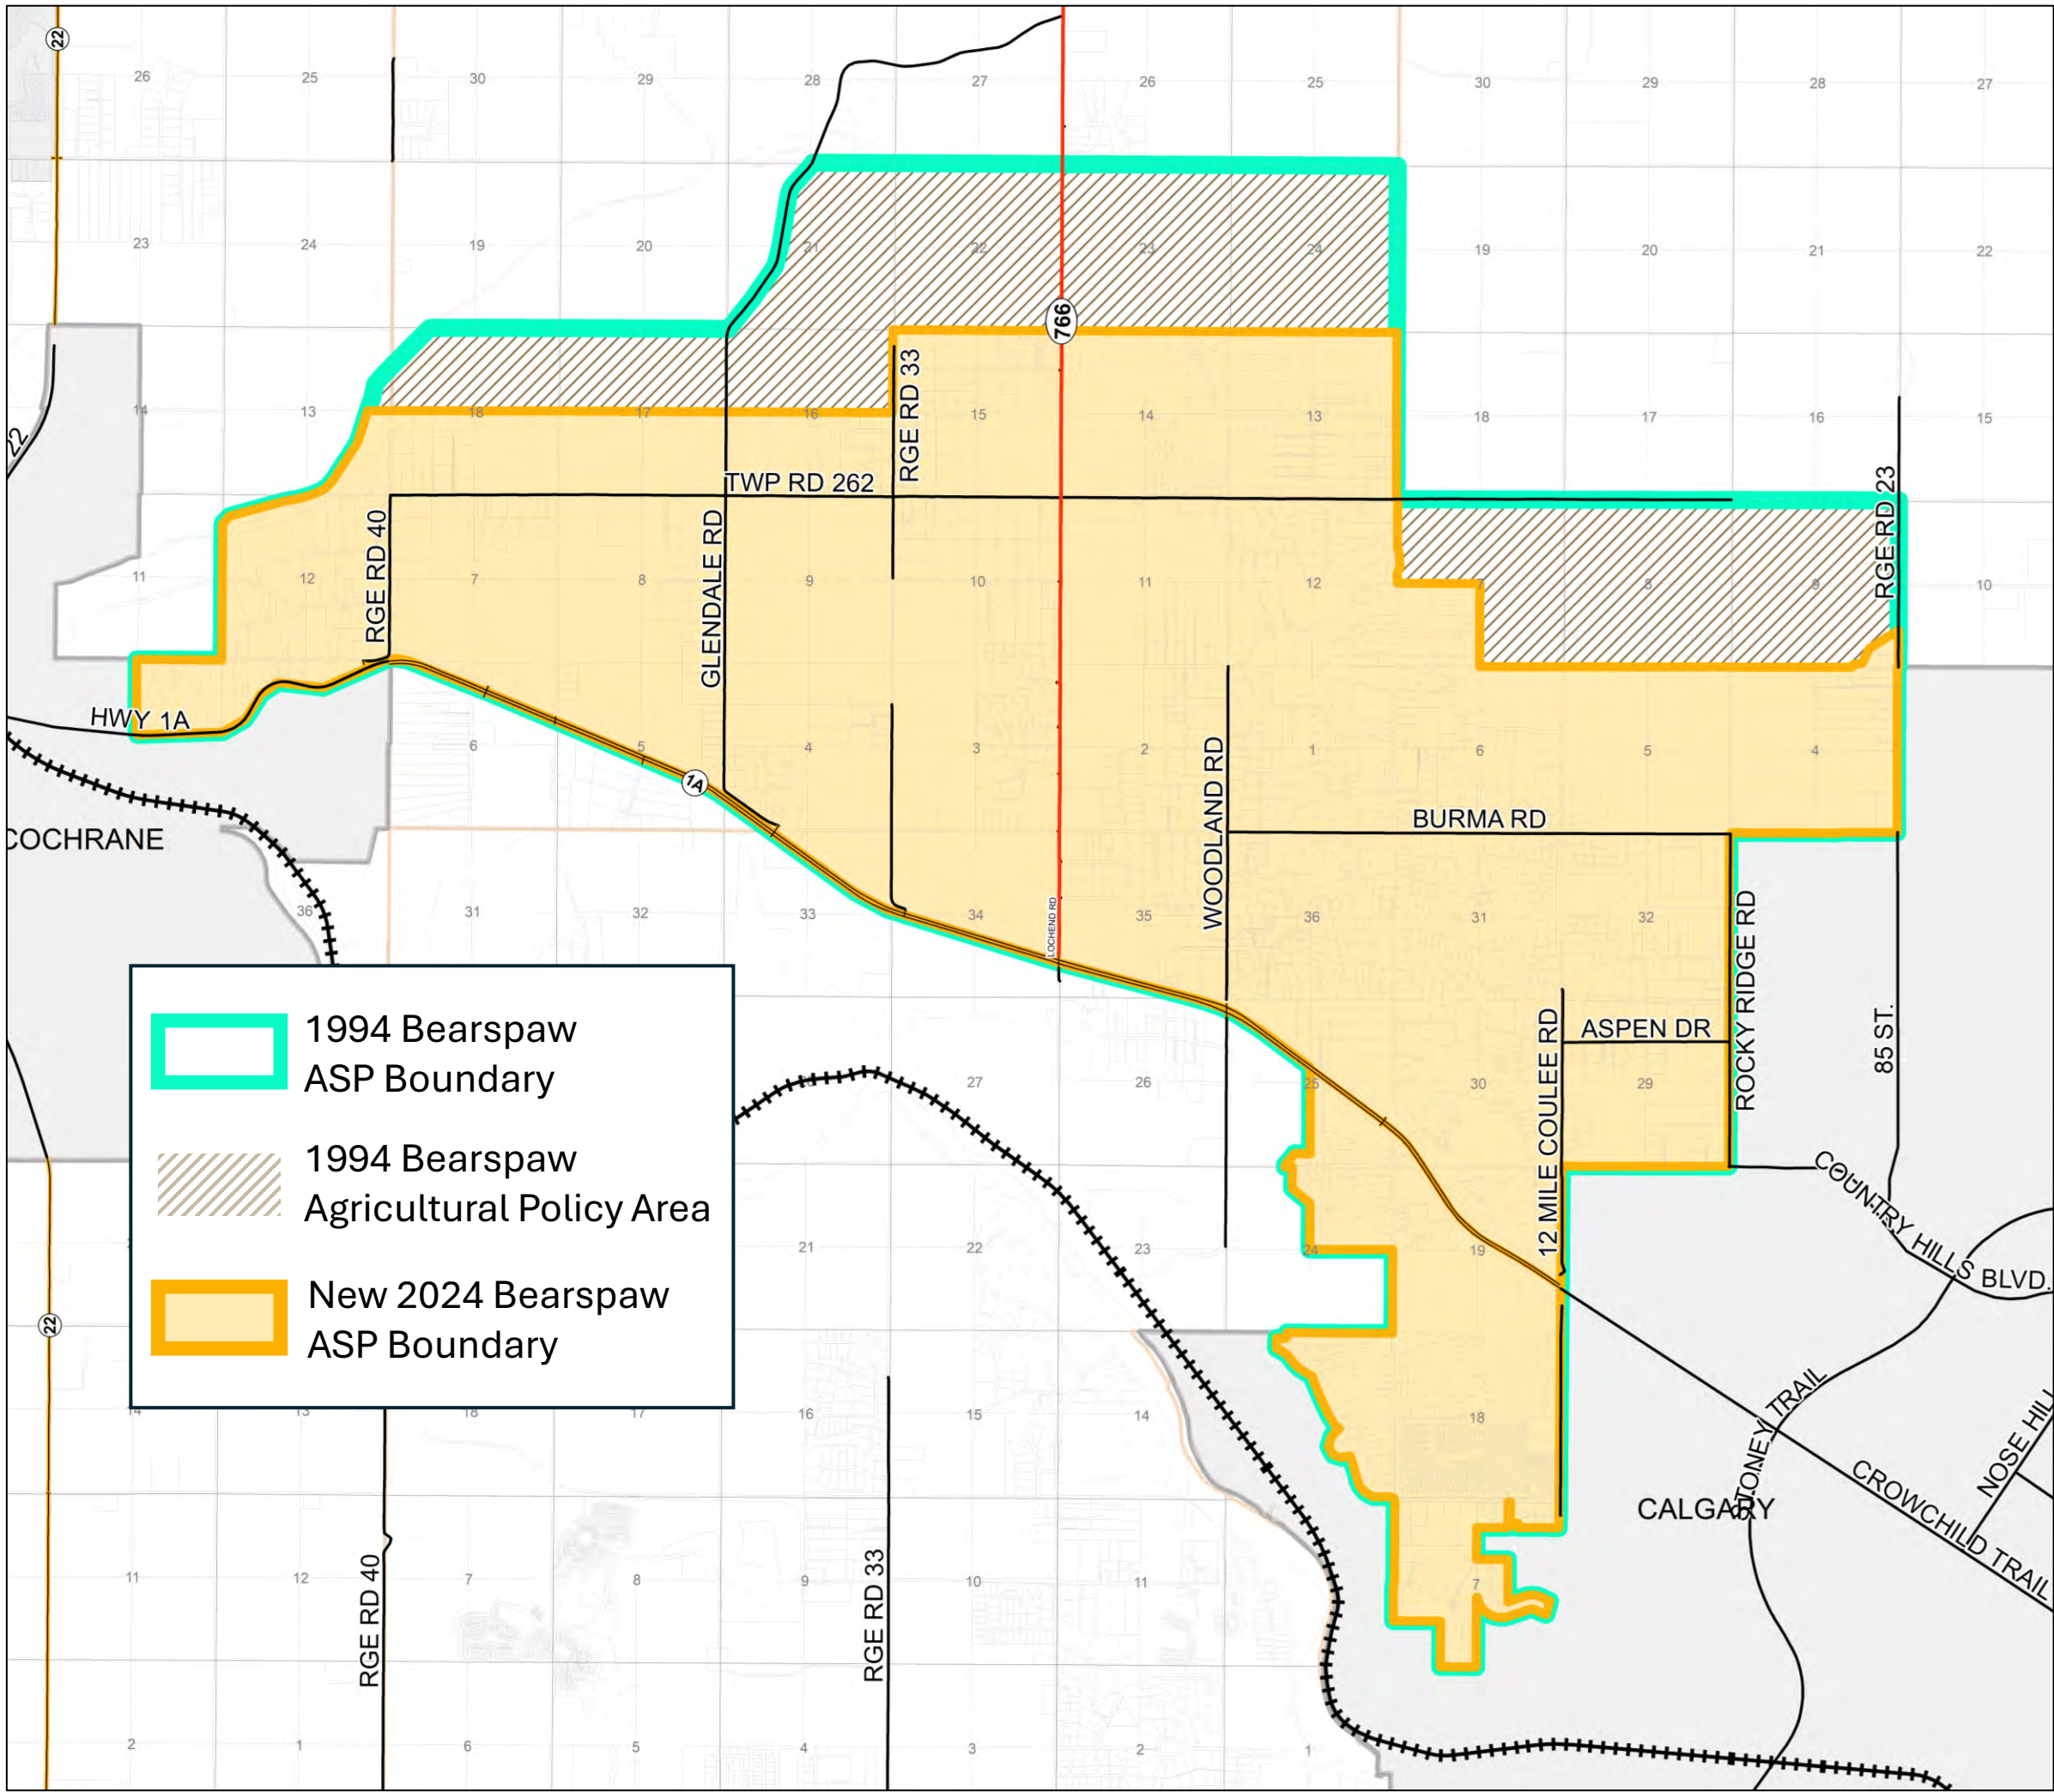 22
26 25 30 29 28 27 26 25 30 29 28 27
23 24 19 20 21 22 23 24 19 20 21 22
766
14 13 18 17 16 15 14 13 18 17 16 15
22
RGE RD 33
TWP RD 262
RGE RD 23
RGE RD 40
GLENDALE RD
11 12 7 8 9 10 11 12 7 8 9 10
HWY 1A
6 5 4 3 2 1 6 5 4
1A
WOODLAND RD
BURMA RD
COCHRANE
36 31 32 33 34 35 36 31 32
LOCHEND RD
ROCKY RIDGE RD
85 ST.
12 MILE COULEE RD
ASPEN DR
27 26 25 30 29
COUNTRY HILLS BLVD.
21 22 23 24 19
1994 Bearspaw
ASP Boundary
1994 Bearspaw
Agricultural Policy Area
New 2024 Bearspaw
ASP Boundary
22
14 13 18 17 16 15 14 18
STONEY TRAIL
NOSE HIL
CROWCHILD TRAIL
CALGARY
RGE RD 40
RGE RD 33
11 12 7 8 9 10 11 7
2 1 6 5 4 3 2 1